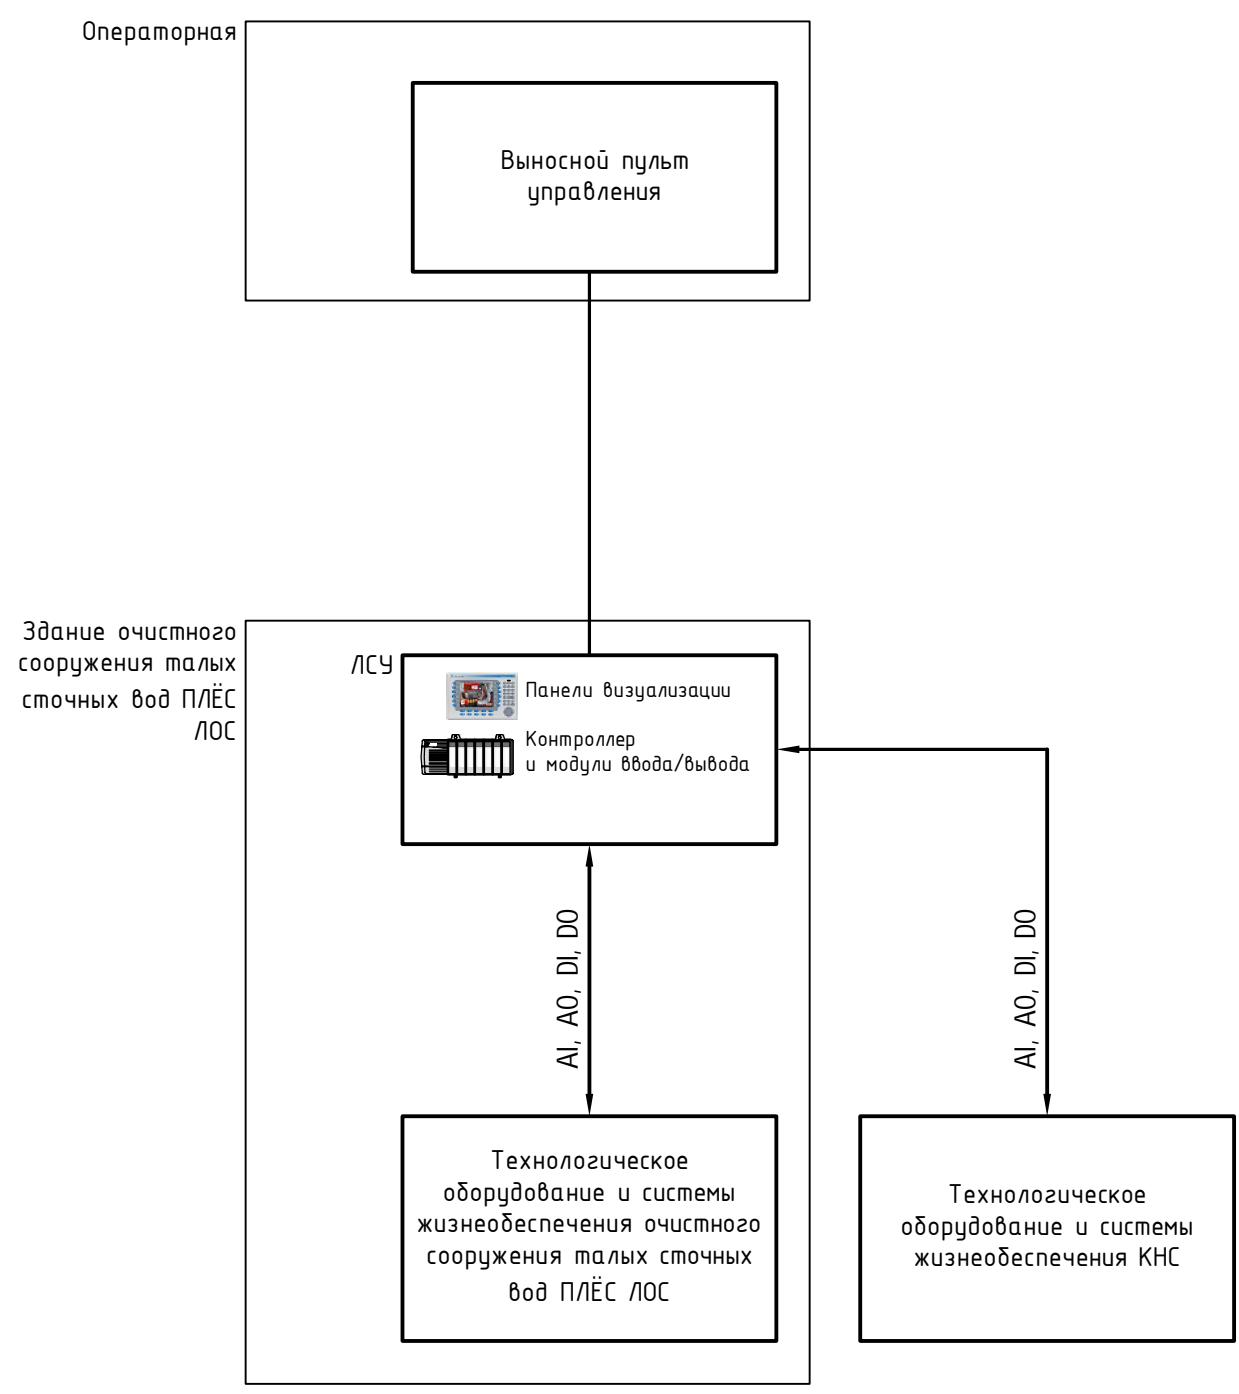 Операторная
Выносной пульт
управления
Здание очистного
сооружения талых
сточных вод ПЛЁС
ЛОС
ЛСУ
Панели визуализации
Контроллер
и модули ввода/вывода
AI, AO, DI, DO
AI, AO, DI, DO
Технологическое
оборудование и системы
жизнеобеспечения очистного
сооружения талых сточных
вод ПЛЁС ЛОС
Технологическое
оборудование и системы
жизнеобеспечения КНС